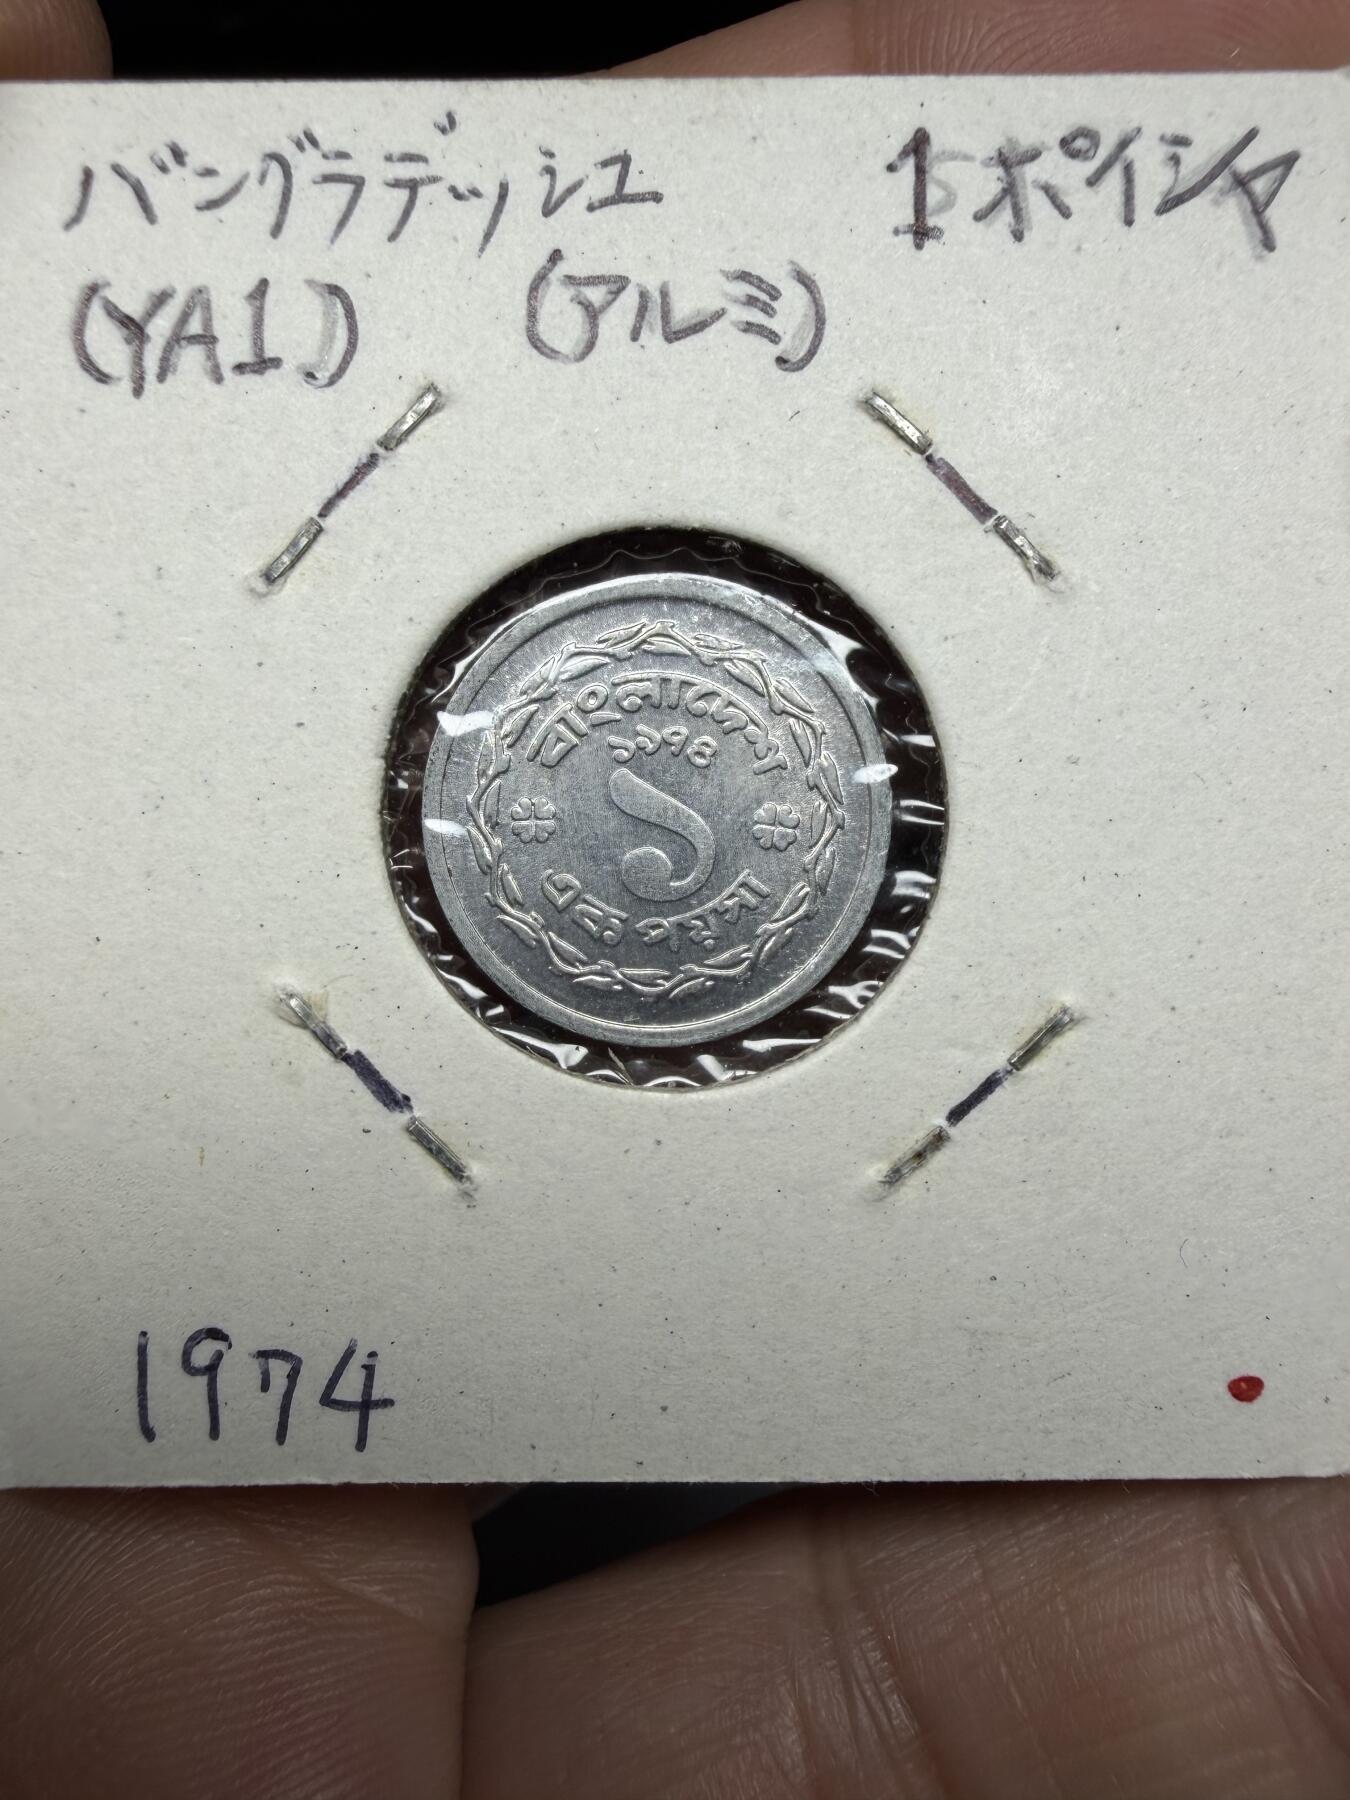 バングラデッシュ 1ポイシャ
(YA1) (アルミ)
বাংলাদেশ
১৯৭৪
১
এক পয়সা
1974